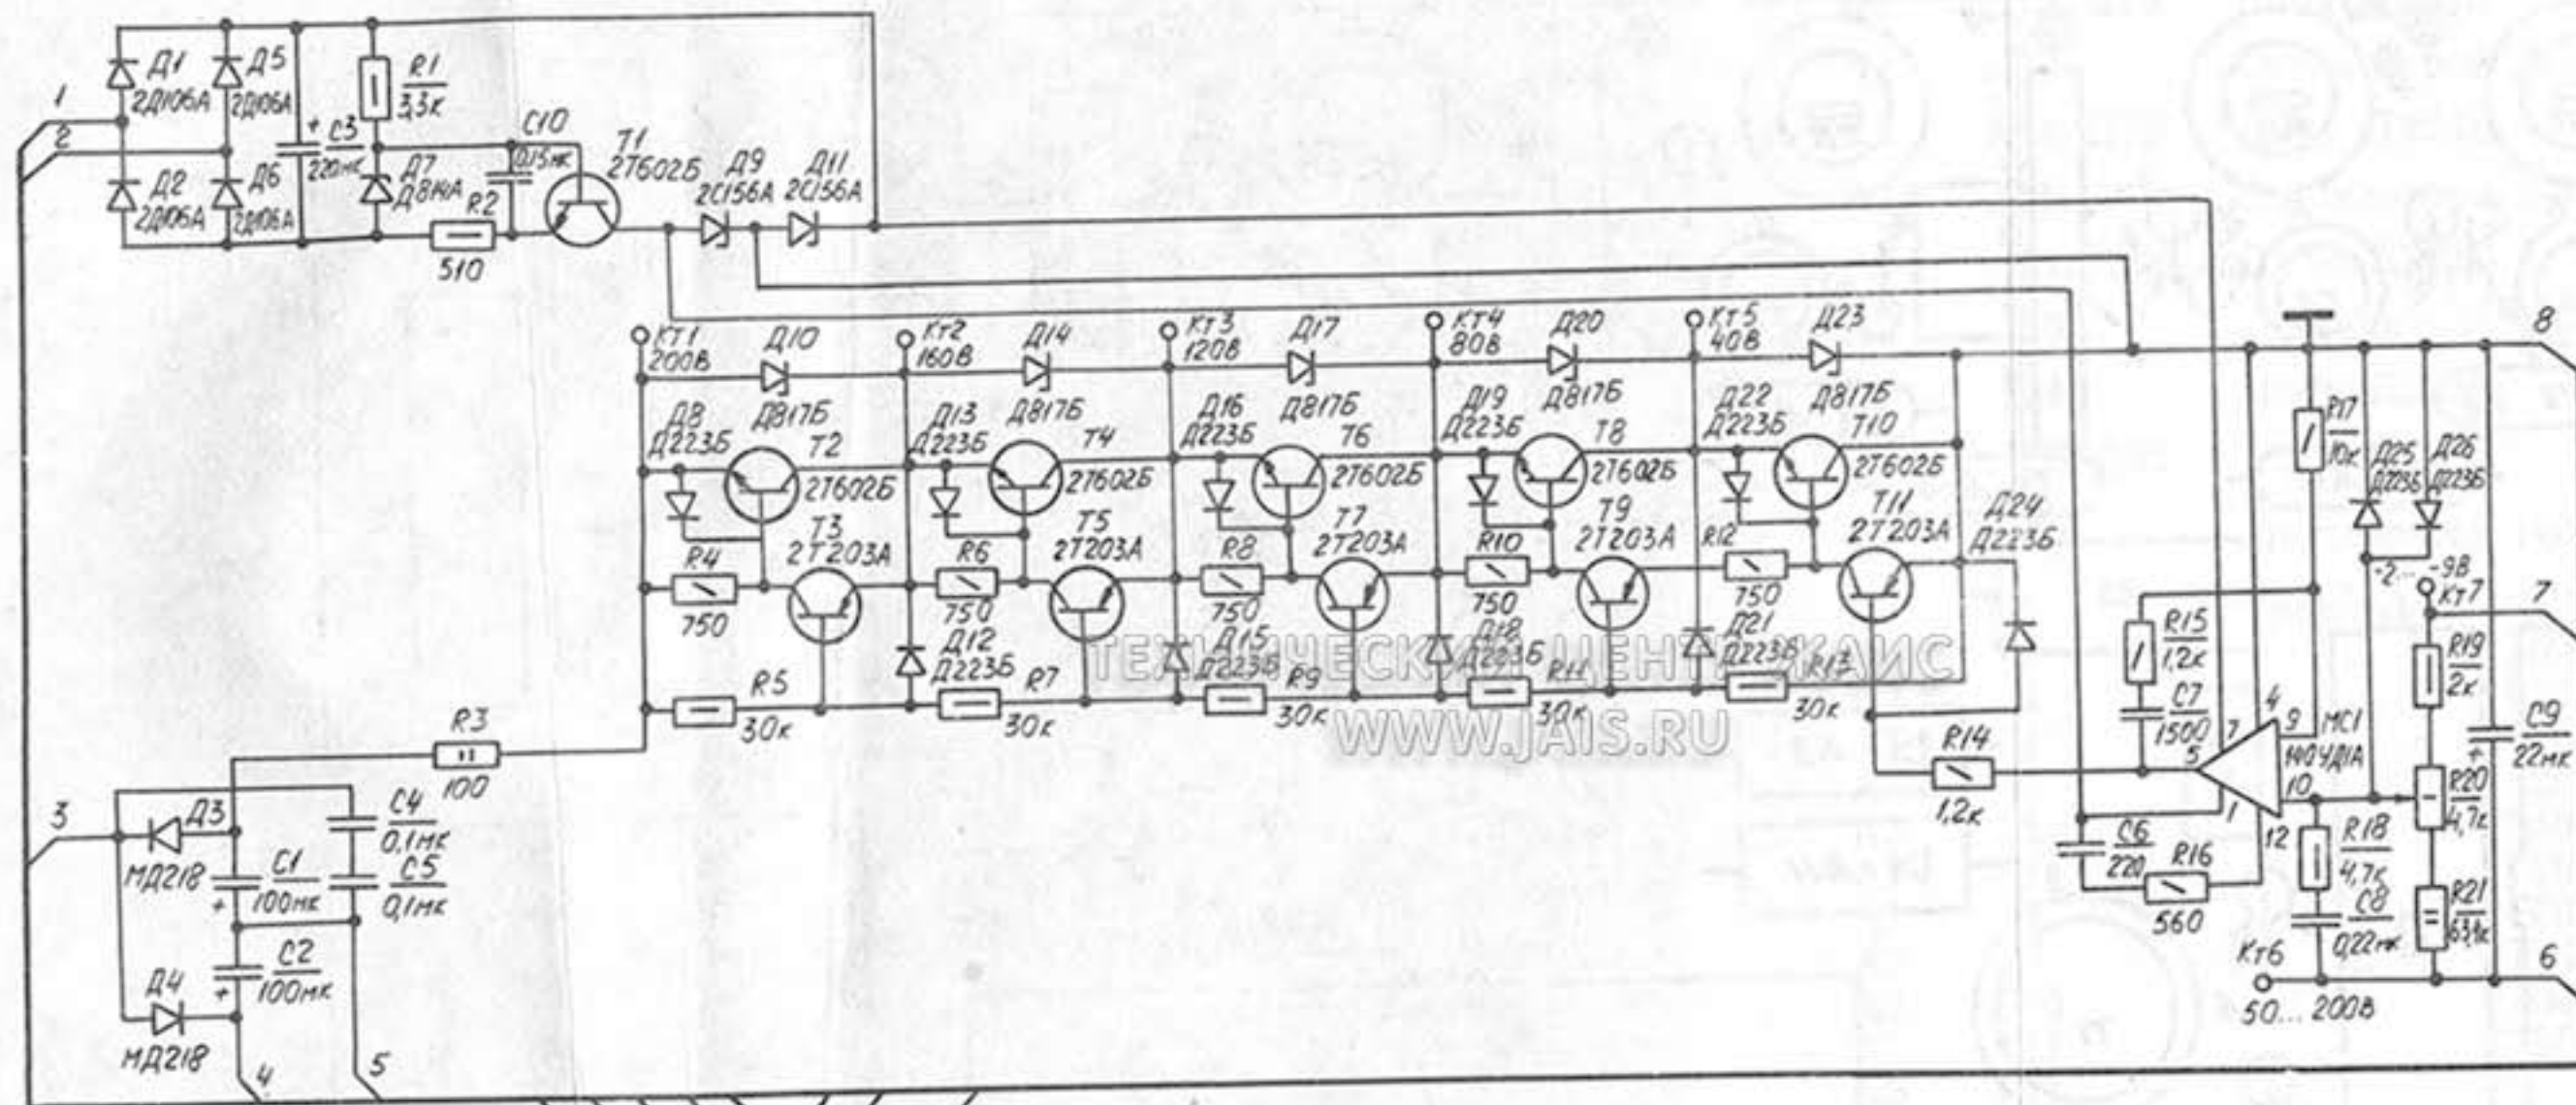 1
2
Д1
2Д106А
Д5
2Д106А
R1
3,3к
С3
220мк
+
Д2
2Д106А
Д6
2Д106А
Д7
Д814А
R2
510
С10
0,15мк
Т1
2Т602Б
Д9
2С156А
Д11
2С156А
Кт1
200В
Д10
Д817Б
Кт2
160В
Д14
Д817Б
Кт3
120В
Д17
Д817Б
Кт4
80В
Д20
Д817Б
Кт5
40В
Д23
Д817Б
Д8
Д223Б
Т2
2Т602Б
Д13
Д223Б
Т4
2Т602Б
Д16
Д223Б
Т6
2Т602Б
Д19
Д223Б
Т8
2Т602Б
Д22
Д223Б
Т10
2Т602Б
Т3
2Т203А
Т5
2Т203А
Т7
2Т203А
Т9
2Т203А
Т11
2Т203А
Д24
Д223Б
R4
750
R6
750
R8
750
R10
750
R12
750
Д12
Д223Б
Д15
Д223Б
Д18
Д223Б
Д21
Д223Б
R5
30к
R7
30к
R9
30к
R11
30к
R13
30к
ТЕХНИЧЕСКИЙ ЦЕНТР ЖАИС
WWW.JAIS.RU
R3
100
3
Д3
МД218
С4
0,1мк
С1
100мк
+
С5
0,1мк
С2
100мк
+
Д4
МД218
4
5
R14
1,2к
R15
1,2к
С7
1500
R17
10к
Д25
Д223Б
Д26
Д223Б
-2... -9В
Кт7
8
7
R19
2к
4
7
9
5
10
1
12
МС1
140УД1А
R20
4,7к
С9
22мк
+
С6
220
R16
560
R18
4,7к
С8
0,22мк
R21
Кт6
50... 200В
6